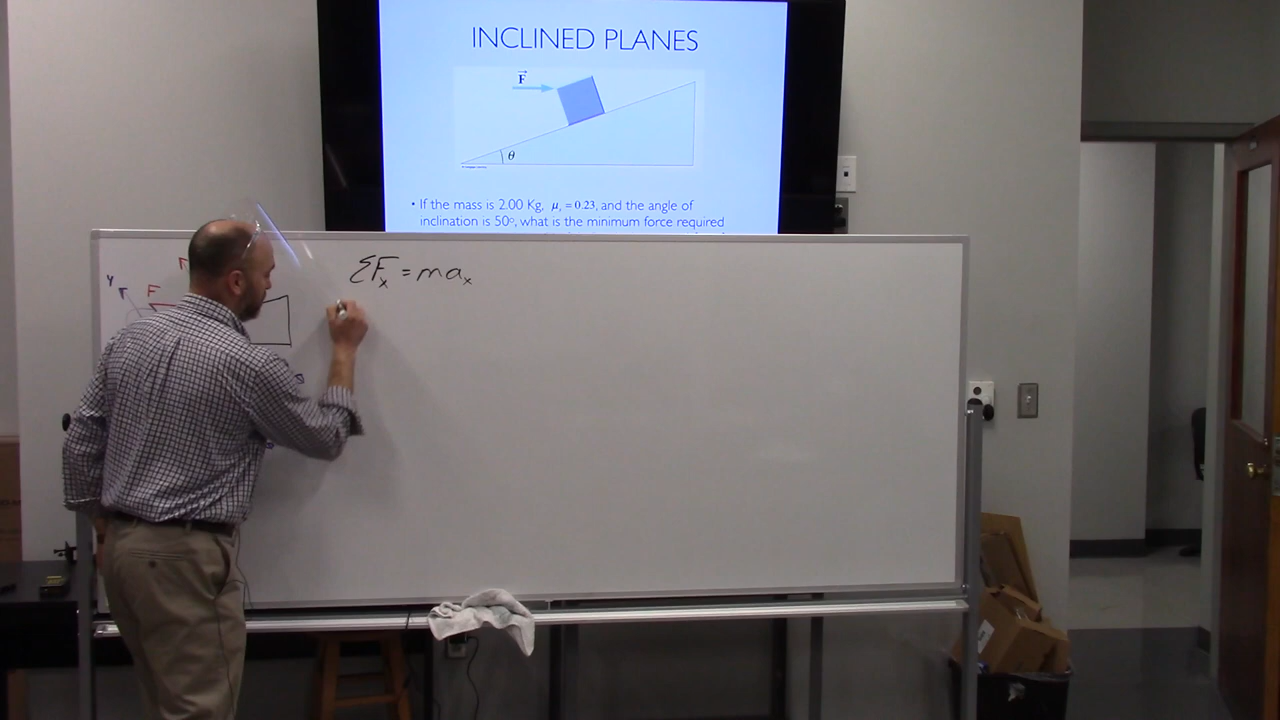 INCLINED PLANES
F
θ
• If the mass is 2.00 Kg, μs = 0.23, and the angle of
inclination is 50°, what is the minimum force required
ΣFx = max
Y
F